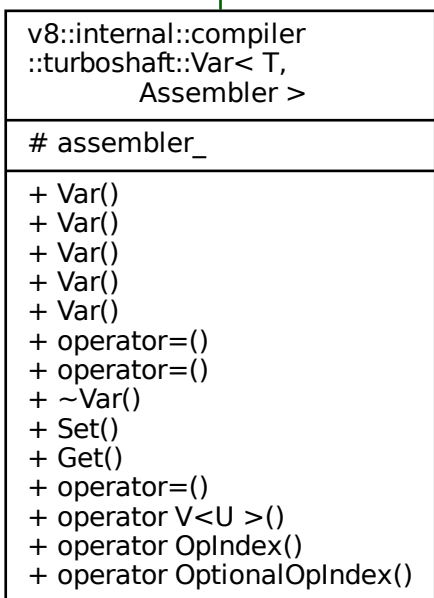 v8::internal::compiler
::turboshaft::Var< T,
Assembler >
# assembler_
+ Var()
+ Var()
+ Var()
+ Var()
+ Var()
+ operator=()
+ operator=()
+ ~Var()
+ Set()
+ Get()
+ operator=()
+ operator V<U >()
+ operator OpIndex()
+ operator OptionalOpIndex()